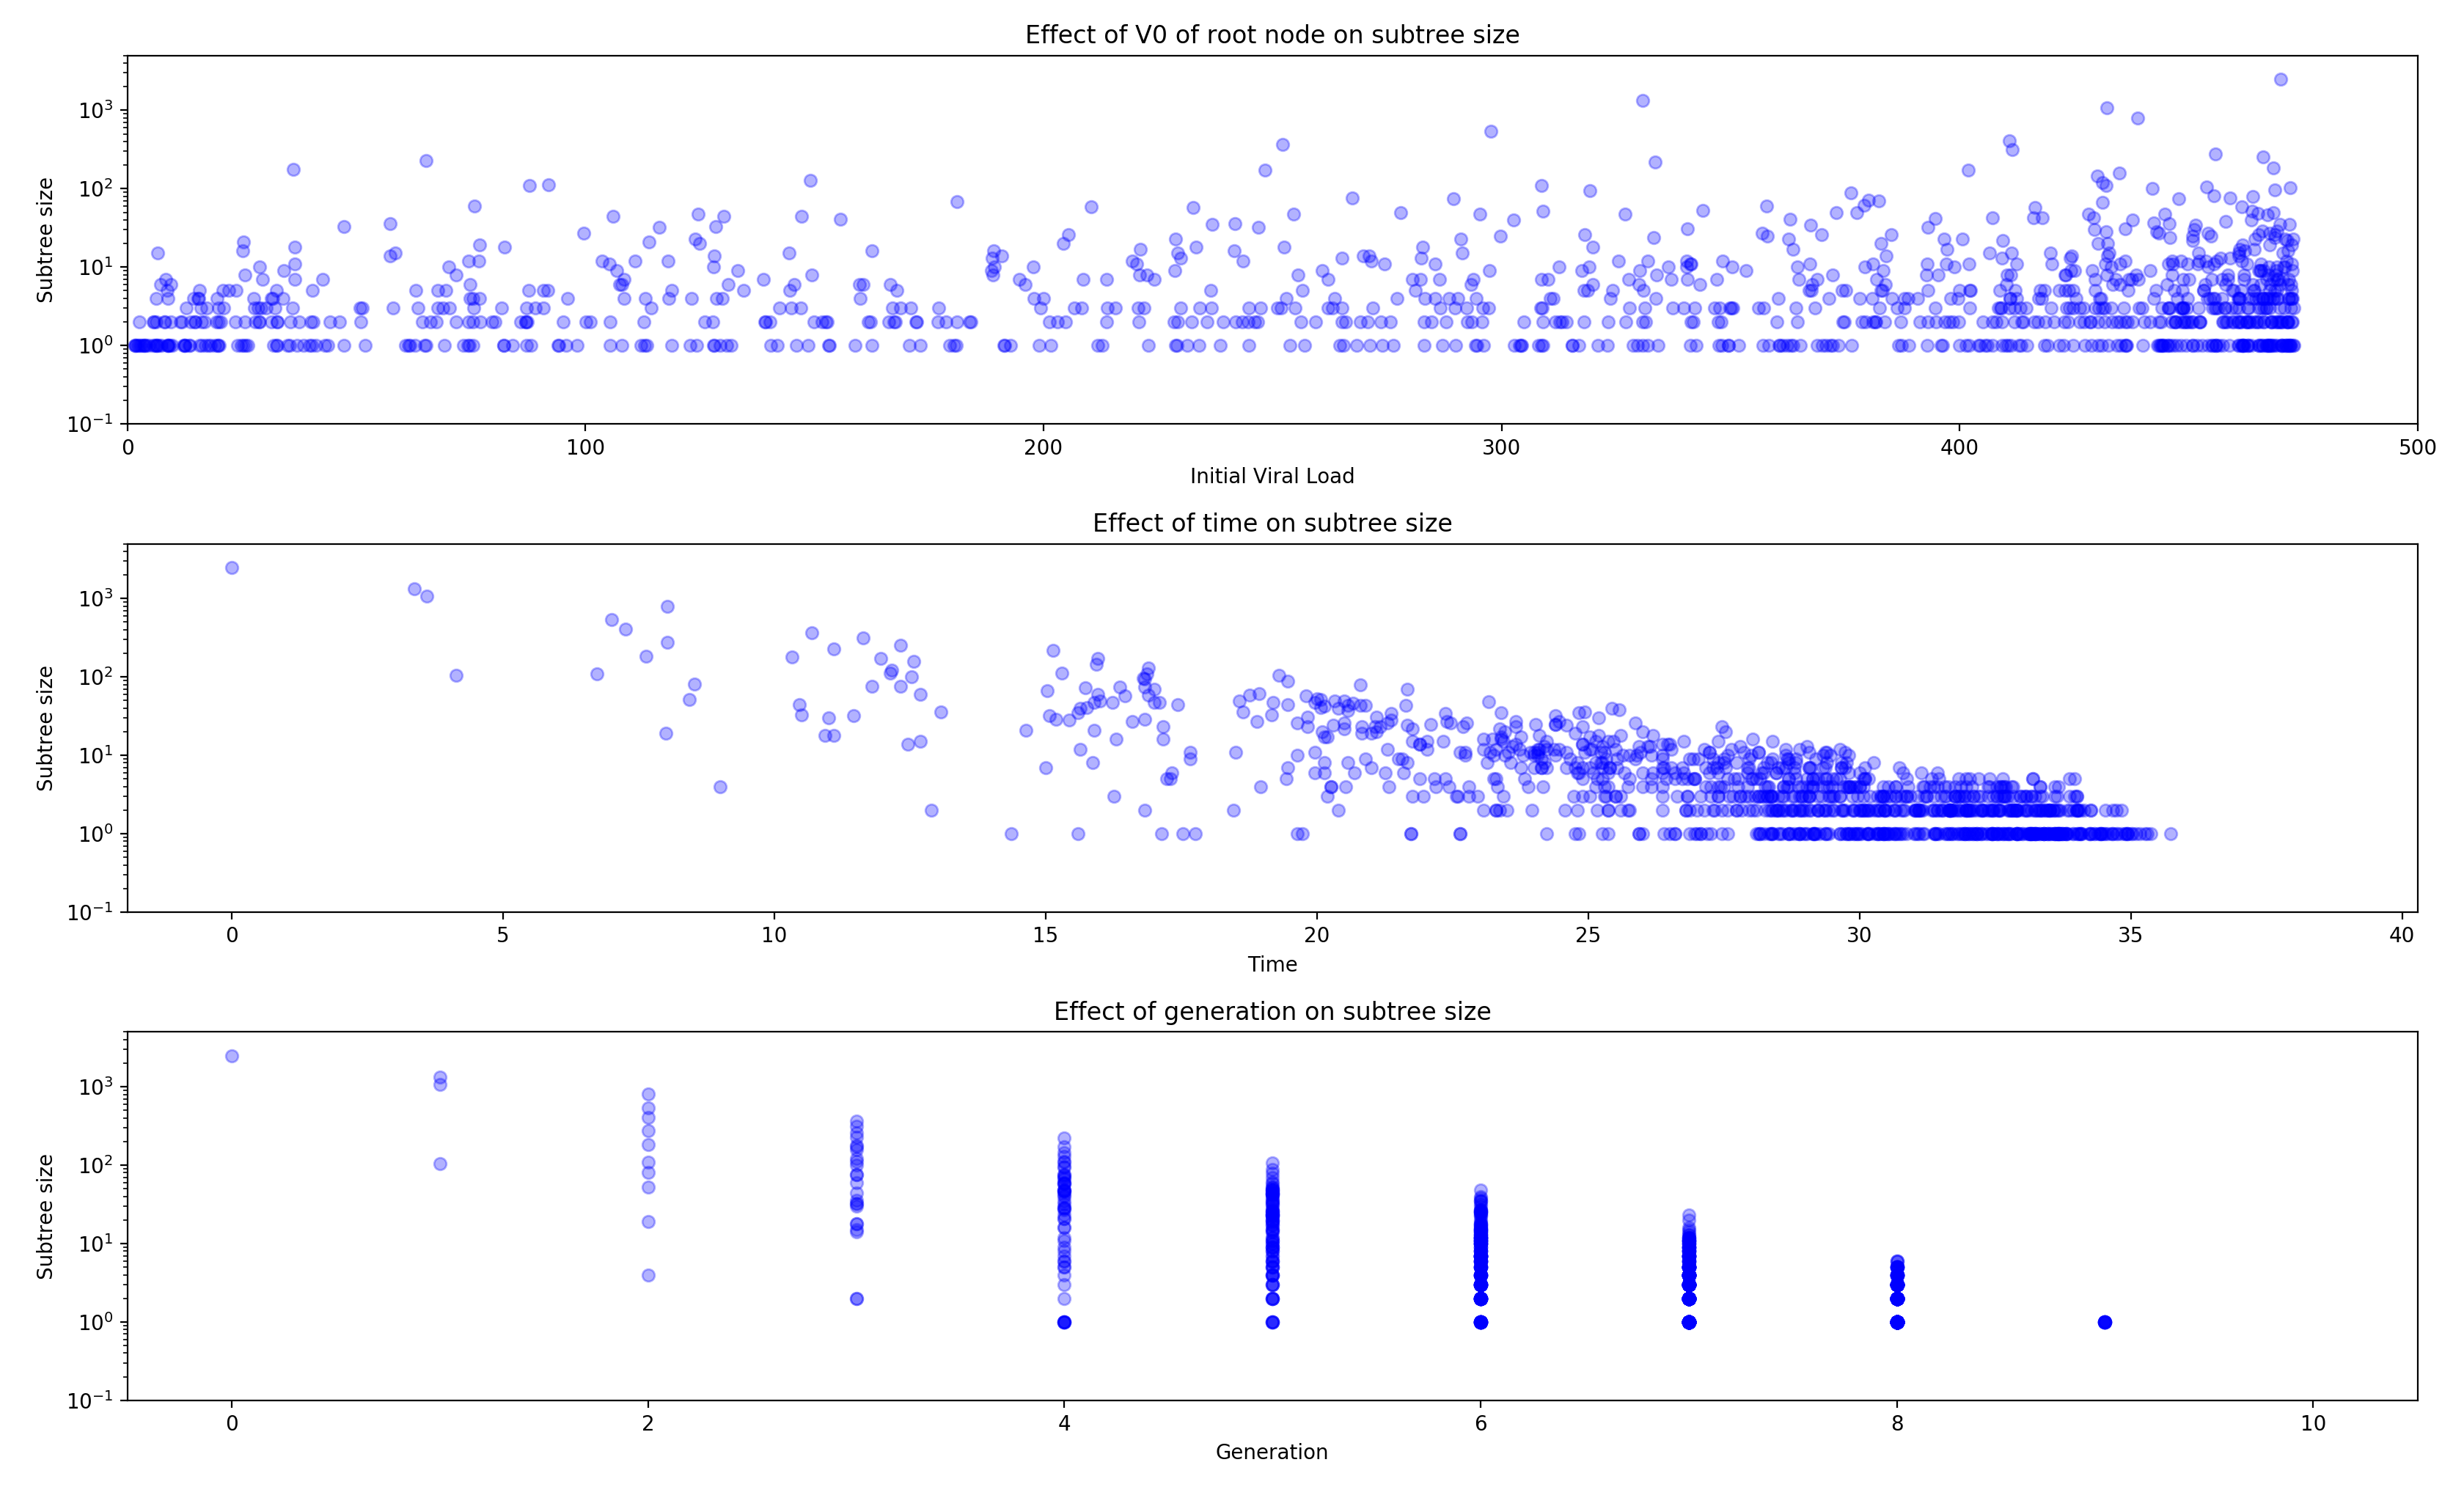 Effect of V0 of root node on subtree size
Subtree size
10³
10²
10¹
10⁰
10⁻¹
0 100 200 300 400 500
Initial Viral Load
Effect of time on subtree size
Subtree size
10³
10²
10¹
10⁰
10⁻¹
0 5 10 15 20 25 30 35 40
Time
Effect of generation on subtree size
Subtree size
10³
10²
10¹
10⁰
10⁻¹
0 2 4 6 8 10
Generation